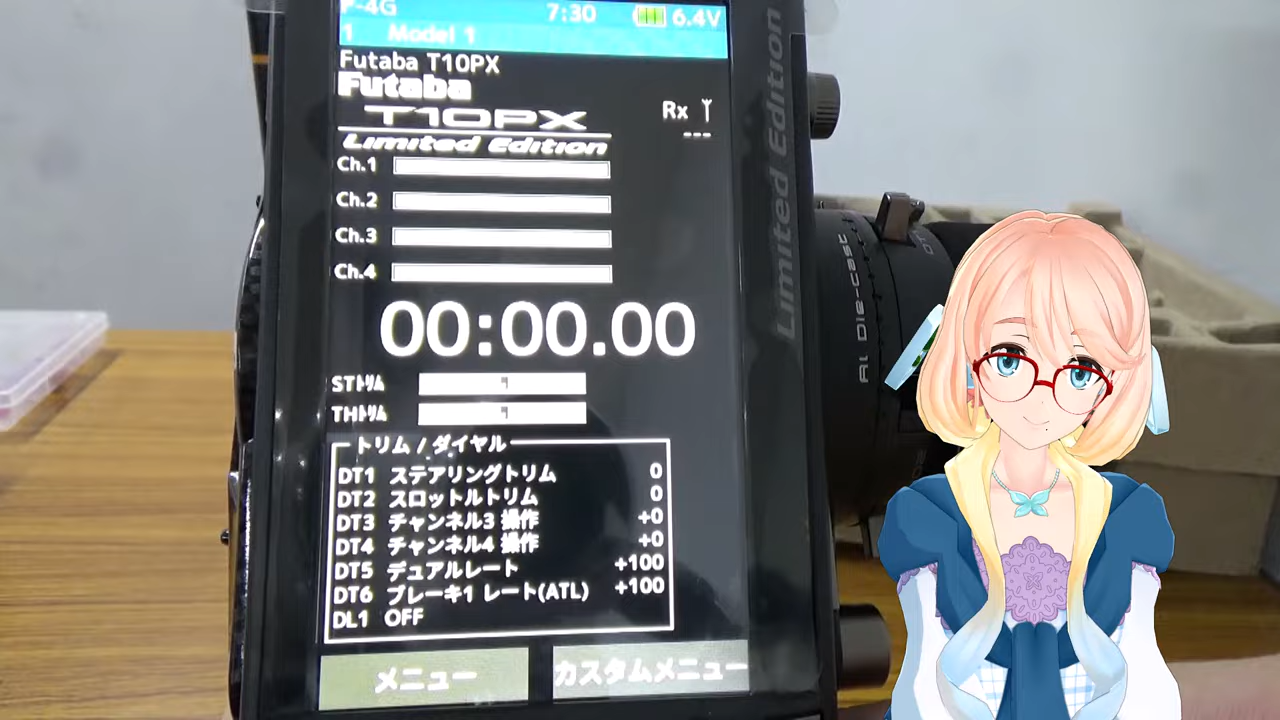 F-4G 7:30 6.4V
1 Model 1
Futaba T10PX
Futaba
T10PX
Limited Edition
Rx
---
Ch.1
Ch.2
Ch.3
Ch.4
00:00.00
STトリム
THトリム
トリム / ダイヤル
DT1 ステアリングトリム 0
DT2 スロットルトリム 0
DT3 チャンネル3 操作 +0
DT4 チャンネル4 操作 +0
DT5 デュアルレート +100
DT6 ブレーキ1 レート(ATL) +100
DL1 OFF
メニュー カスタムメニュー
Limited Edition
Al Die-cast